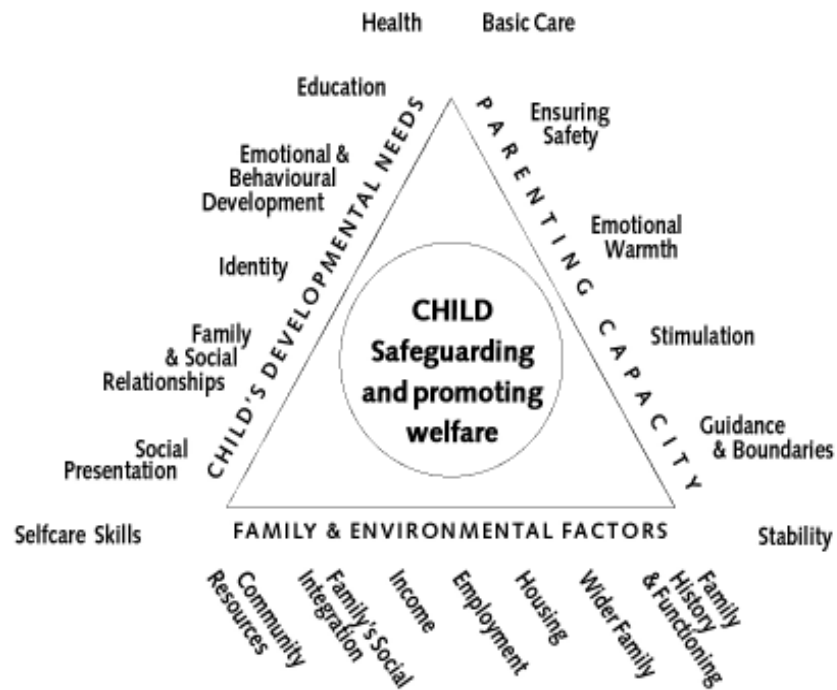 Health
Basic Care
Education
Ensuring
Safety
Emotional &
Behavioural
Development
Emotional
Warmth
Identity
Stimulation
Family
& Social
Relationships
Guidance
& Boundaries
Social
Presentation
Selfcare Skills
Stability
CHILD'S DEVELOPMENTAL NEEDS
PARENTING CAPACITY
CHILD
Safeguarding
and promoting
welfare
FAMILY & ENVIRONMENTAL FACTORS
Community
Resources
Family's Social
Integration
Income
Employment
Housing
Wider Family
Family
History
& Functioning